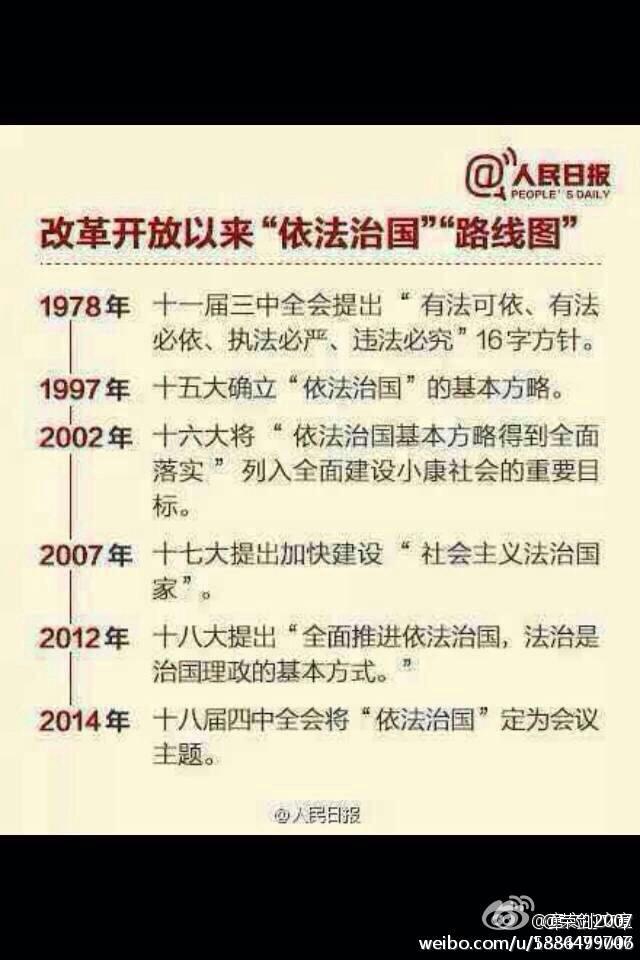 人民日报
PEOPLE'S DAILY
改革开放以来“依法治国”“路线图”
1978年 十一届三中全会提出“有法可依、有法
必依、执法必严、违法必究”16字方针。
1997年 十五大确立“依法治国”的基本方略。
2002年 十六大将“依法治国基本方略得到全面
落实”列入全面建设小康社会的重要目
标。
2007年 十七大提出加快建设“社会主义法治国
家”。
2012年 十八大提出“全面推进依法治国，法治是
治国理政的基本方式。”
2014年 十八届四中全会将“依法治国”定为会议
主题。
@人民日报
weibo.com/u/